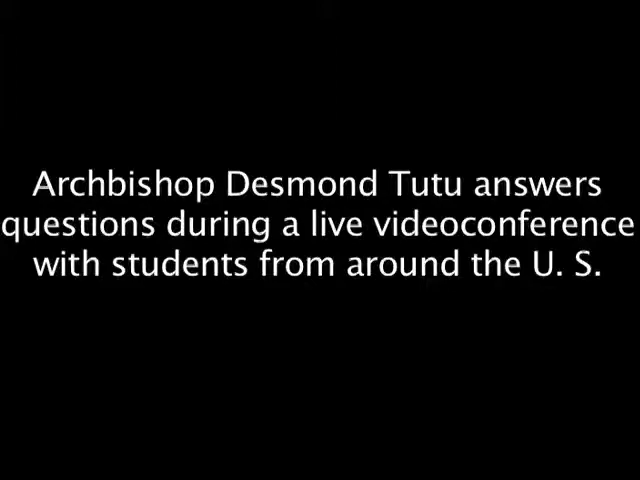 Archbishop Desmond Tutu answers
questions during a live videoconference
with students from around the U. S.